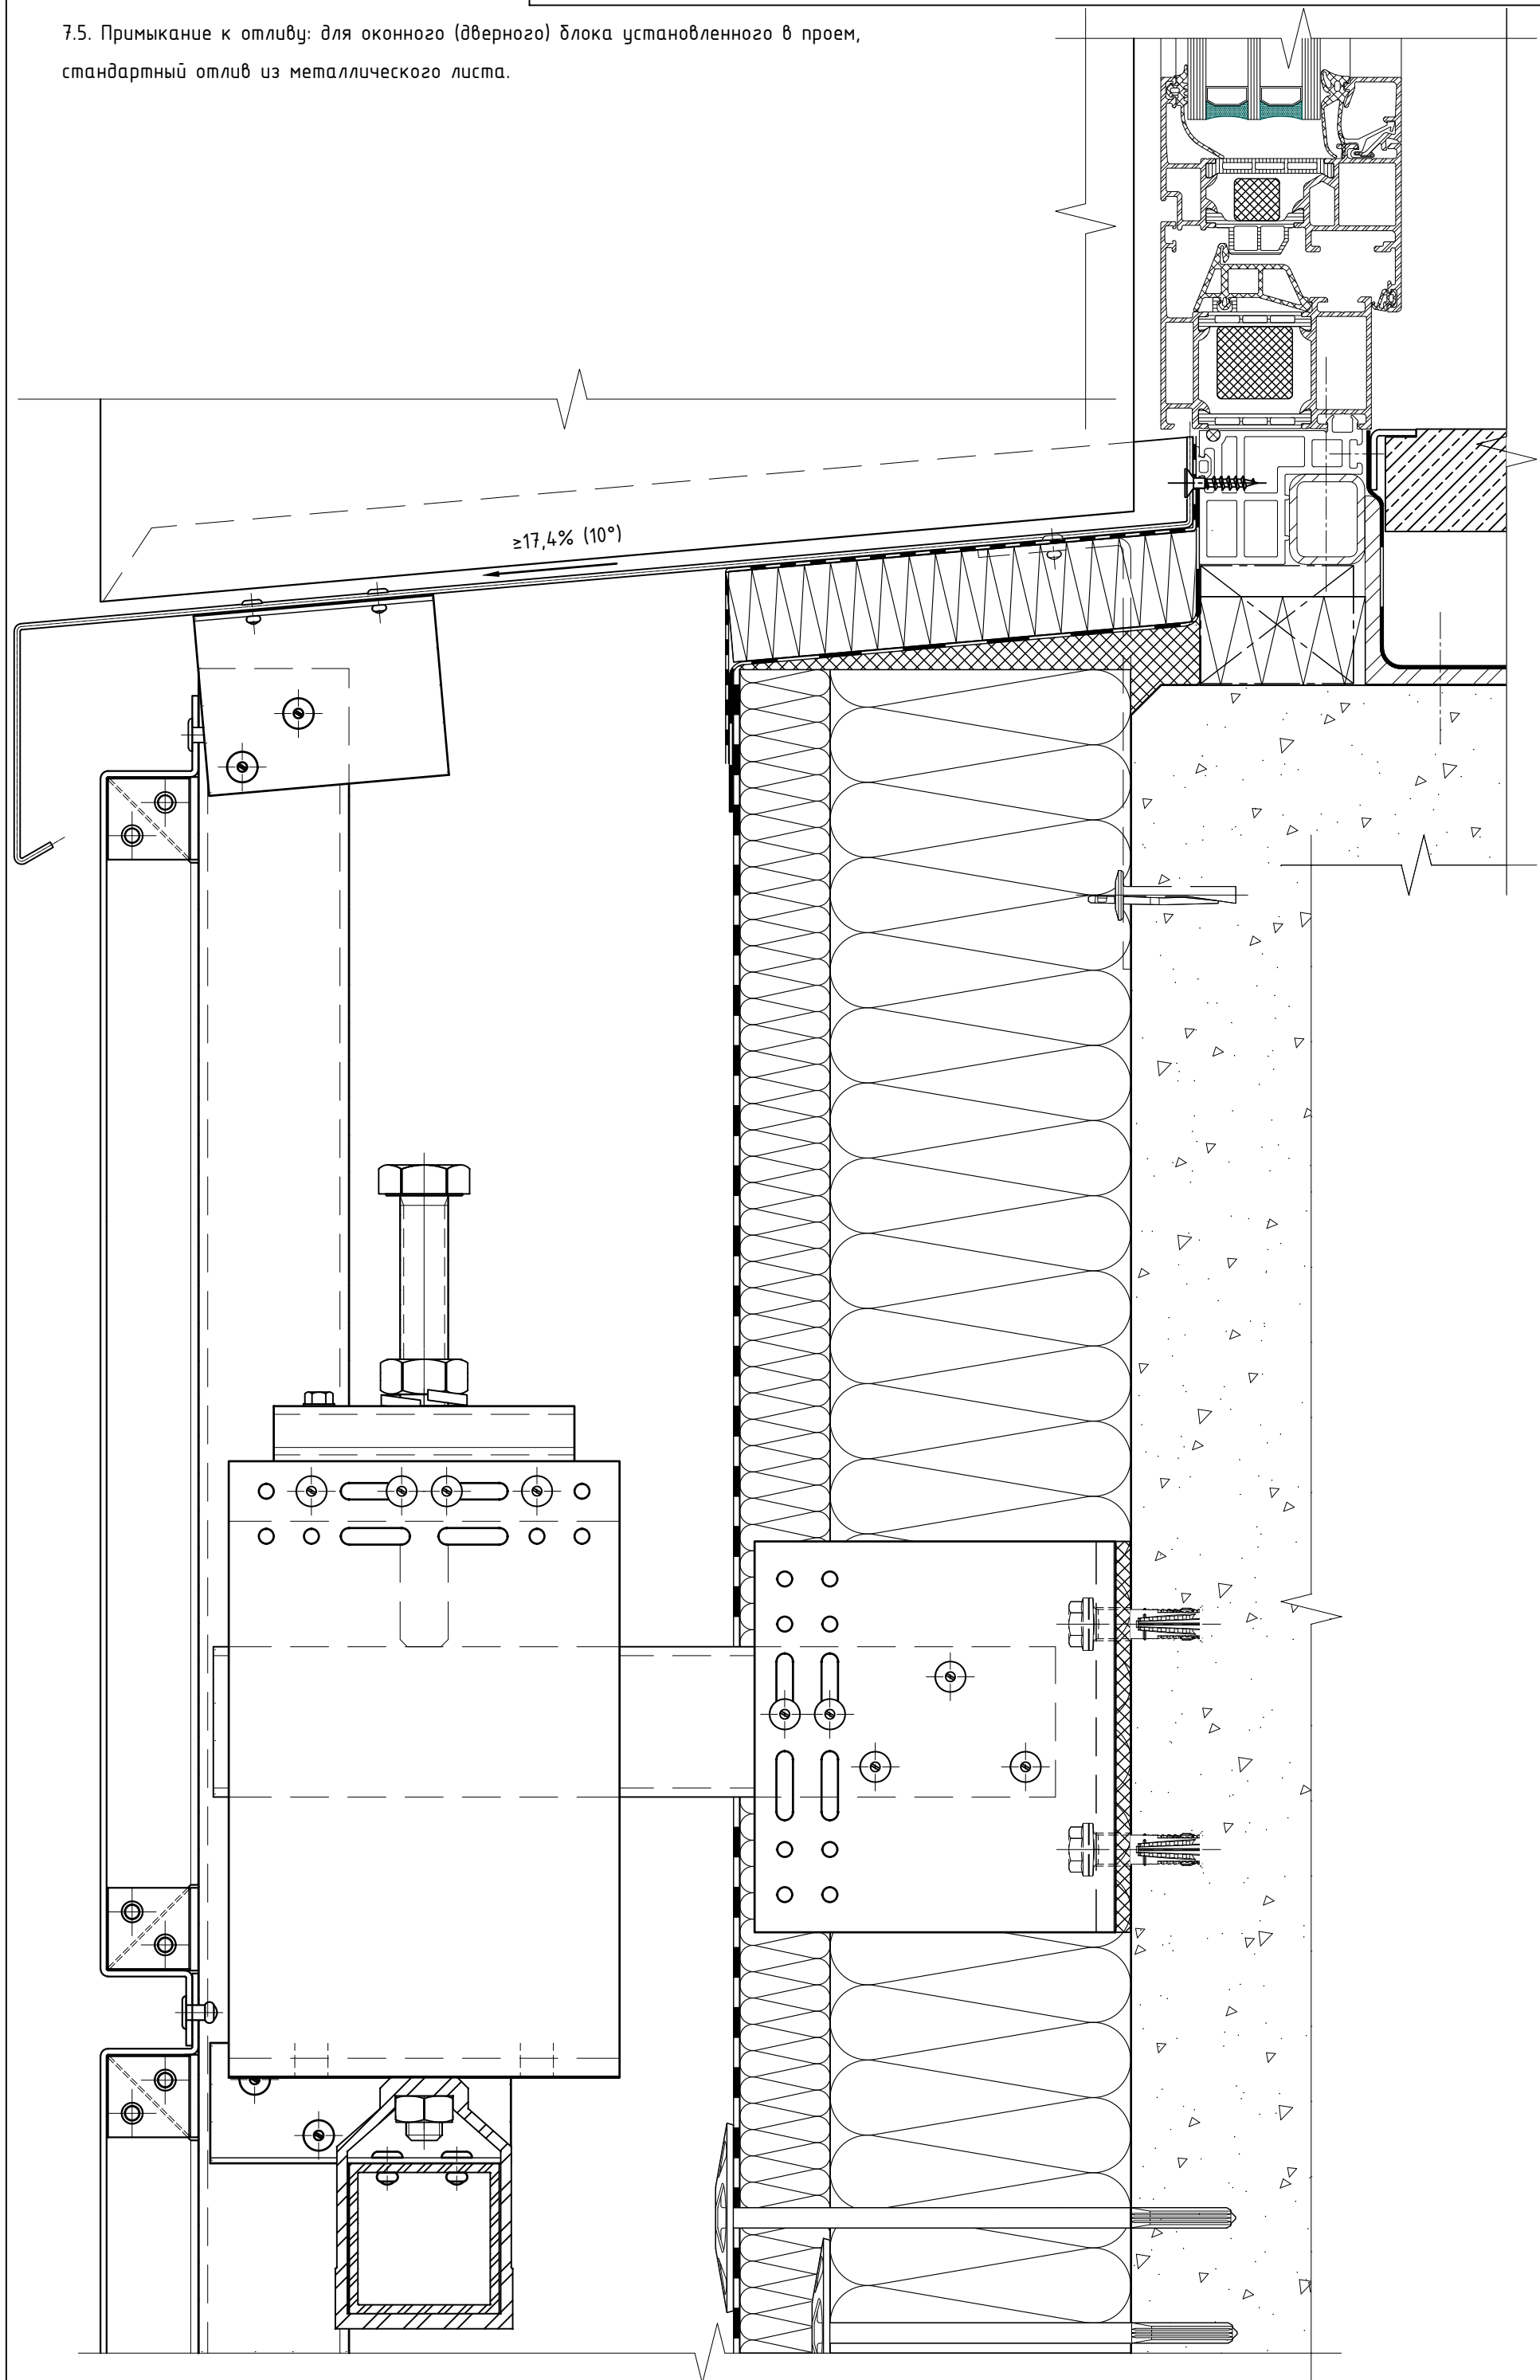 7.5. Примыкание к отливу: для оконного (дверного) блока установленного в проем,
стандартный отлив из металлического листа.
≥17,4% (10°)